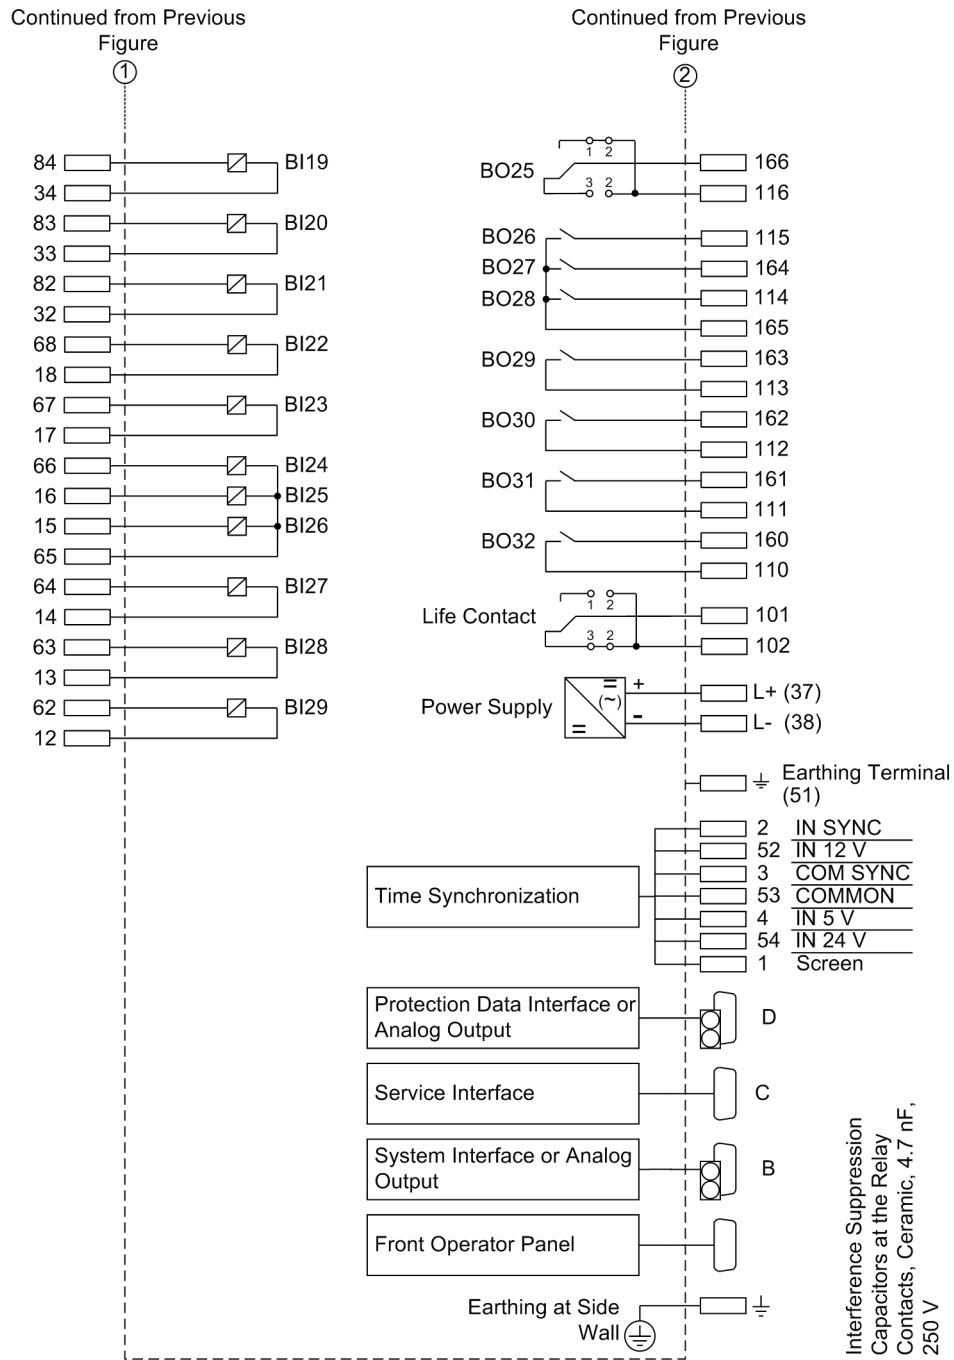 Continued from Previous
Figure
1
84
BI19
34
83
BI20
33
82
BI21
32
68
BI22
18
67
BI23
17
66
BI24
16
BI25
15
BI26
65
64
BI27
14
63
BI28
13
62
BI29
12
Continued from Previous
Figure
2
BO25
1 2
3 2
166
116
BO26
115
BO27
164
BO28
114
165
BO29
163
113
BO30
162
112
BO31
161
111
BO32
160
110
Life Contact
1 2
3 2
101
102
Power Supply
= + 
(~)
= -
L+ (37)
L- (38)
Earthing Terminal
(51)
Time Synchronization
2 IN SYNC
52 IN 12 V
3 COM SYNC
53 COMMON
4 IN 5 V
54 IN 24 V
1 Screen
Protection Data Interface or
Analog Output
D
Service Interface
C
System Interface or Analog
Output
B
Front Operator Panel
Earthing at Side
Wall
Interference Suppression
Capacitors at the Relay
Contacts, Ceramic, 4.7 nF,
250 V